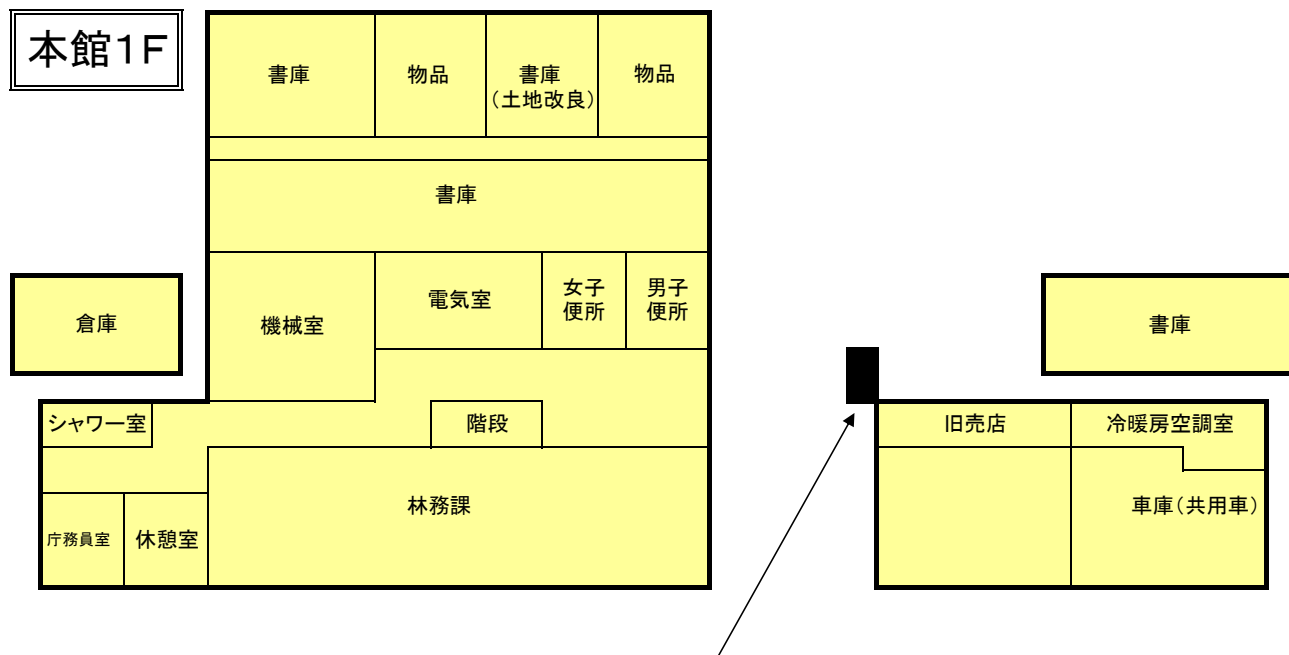 本館1F
書庫
物品
書庫
(土地改良)
物品
書庫
倉庫
機械室
電気室
女子
便所
男子
便所
書庫
シャワー室
階段
旧売店
冷暖房空調室
林務課
車庫(共用車)
庁務員室
休憩室